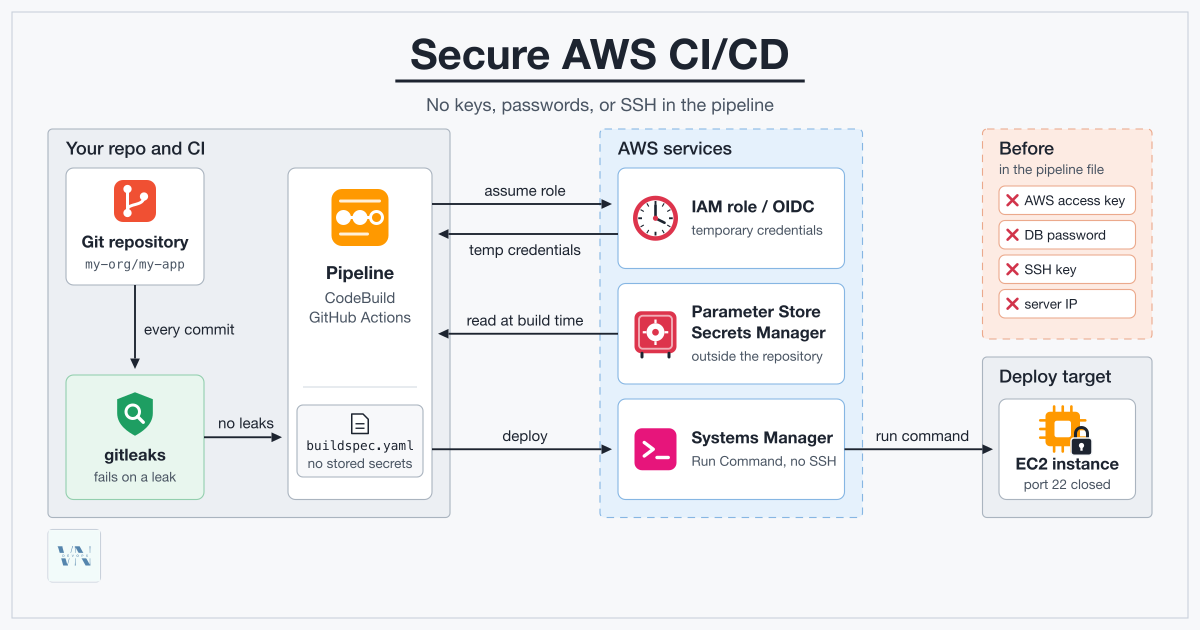 Secure AWS CI/CD
No keys, passwords, or SSH in the pipeline
Your repo and CI
Git repository
my-org/my-app
every commit
gitleaks
fails on a leak
no leaks
Pipeline
CodeBuild
GitHub Actions
buildspec.yaml
no stored secrets
assume role
temp credentials
read at build time
deploy
AWS services
IAM role / OIDC
temporary credentials
Parameter Store
Secrets Manager
outside the repository
Systems Manager
Run Command, no SSH
run command
Before
in the pipeline file
AWS access key
DB password
SSH key
server IP
Deploy target
EC2 instance
port 22 closed
VN